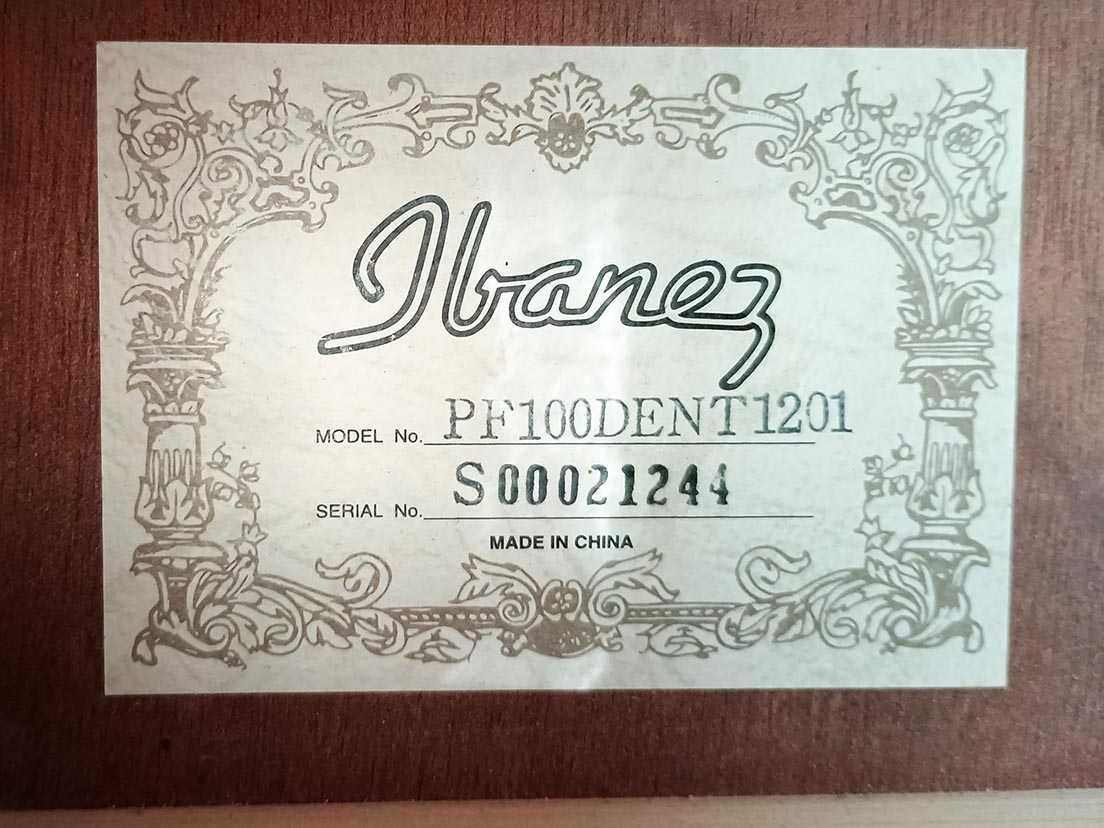 Ibanez
MODEL No. PF100DENT1201
SERIAL No. S00021244
MADE IN CHINA